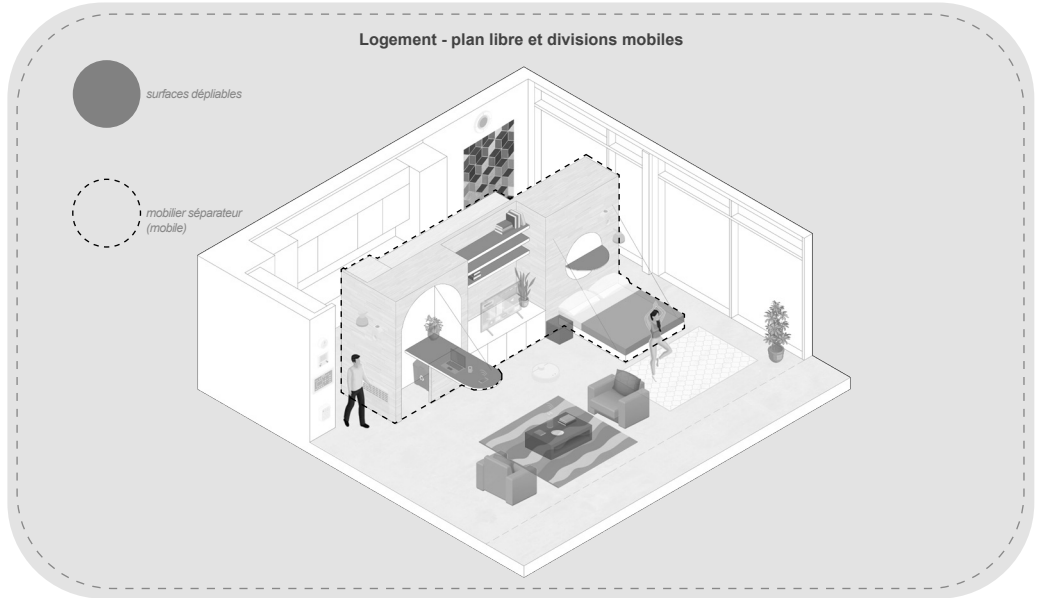 Logement - plan libre et divisions mobiles
surfaces dépliables
mobilier séparateur
(mobile)